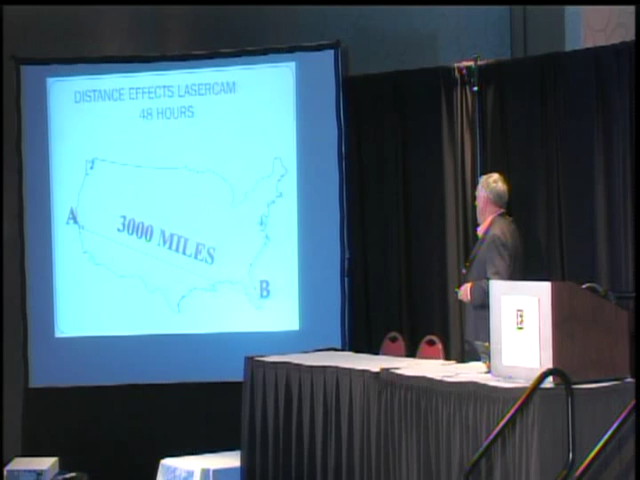 DISTANCE EFFECTS LASERCAM
48 HOURS
A
3000 MILES
B